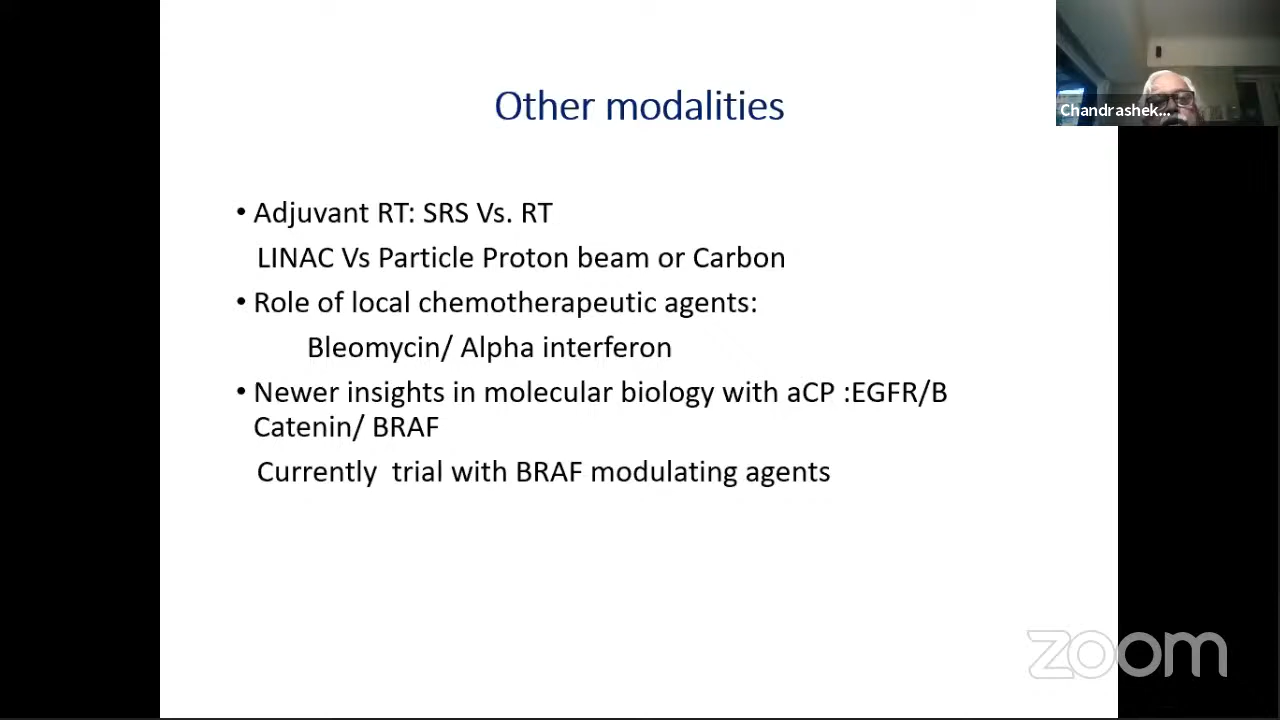 Other modalities
Chandrashek...
• Adjuvant RT: SRS Vs. RT
LINAC Vs Particle Proton beam or Carbon
• Role of local chemotherapeutic agents:
Bleomycin/ Alpha interferon
• Newer insights in molecular biology with aCP :EGFR/B
Catenin/ BRAF
Currently trial with BRAF modulating agents
zoom